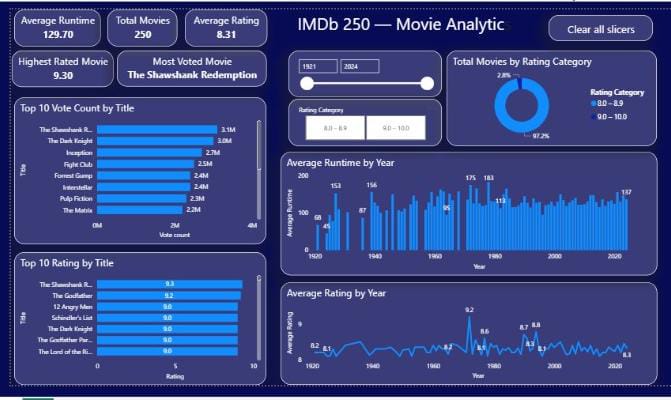 Average Runtime
129.70
Total Movies
250
Average Rating
8.31
IMDb 250 — Movie Analytic
Clear all slicers
Highest Rated Movie
9.30
Most Voted Movie
The Shawshank Redemption
1921
2024
Rating Category
8.0 – 8.9
9.0 – 10.0
Total Movies by Rating Category
2.8%
97.2%
Rating Category
8.0 – 8.9
9.0 – 10.0
Top 10 Vote Count by Title
Title
The Shawshank R...
3.1M
The Dark Knight
3.0M
Inception
2.7M
Fight Club
2.5M
Forrest Gump
2.4M
Interstellar
2.4M
Pulp Fiction
2.3M
The Matrix
2.2M
0M
2M
4M
Vote count
Average Runtime by Year
Average Runtime
200
100
0
68
45
153
87
156
95
175
183
113
137
1920
1940
1960
1980
2000
2020
Year
Top 10 Rating by Title
Title
The Shawshank R...
9.3
The Godfather
9.2
12 Angry Men
9.0
Schindler's List
9.0
The Dark Knight
9.0
The Godfather Par...
9.0
The Lord of the Ri...
9.0
0
5
10
Rating
Average Rating by Year
Average Rating
9
8
8.2
8.1
8.2
9.2
8.1
8.6
8.7
8.3
8.8
8.1
8.3
1920
1940
1960
1980
2000
2020
Year